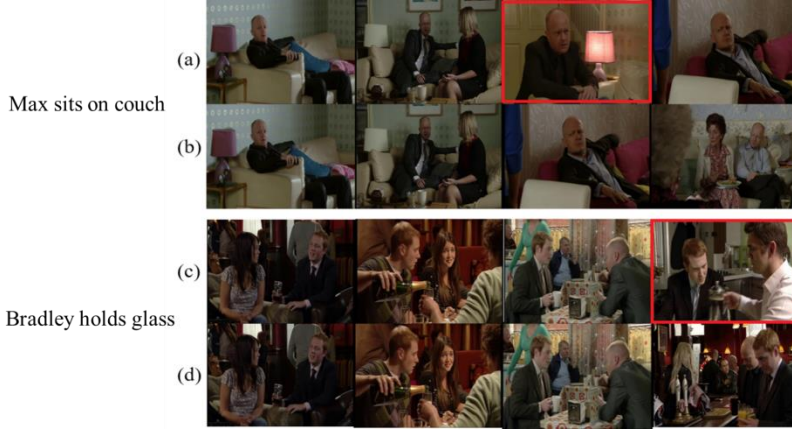 (a)
Max sits on couch
(b)
(c)
Bradley holds glass
(d)